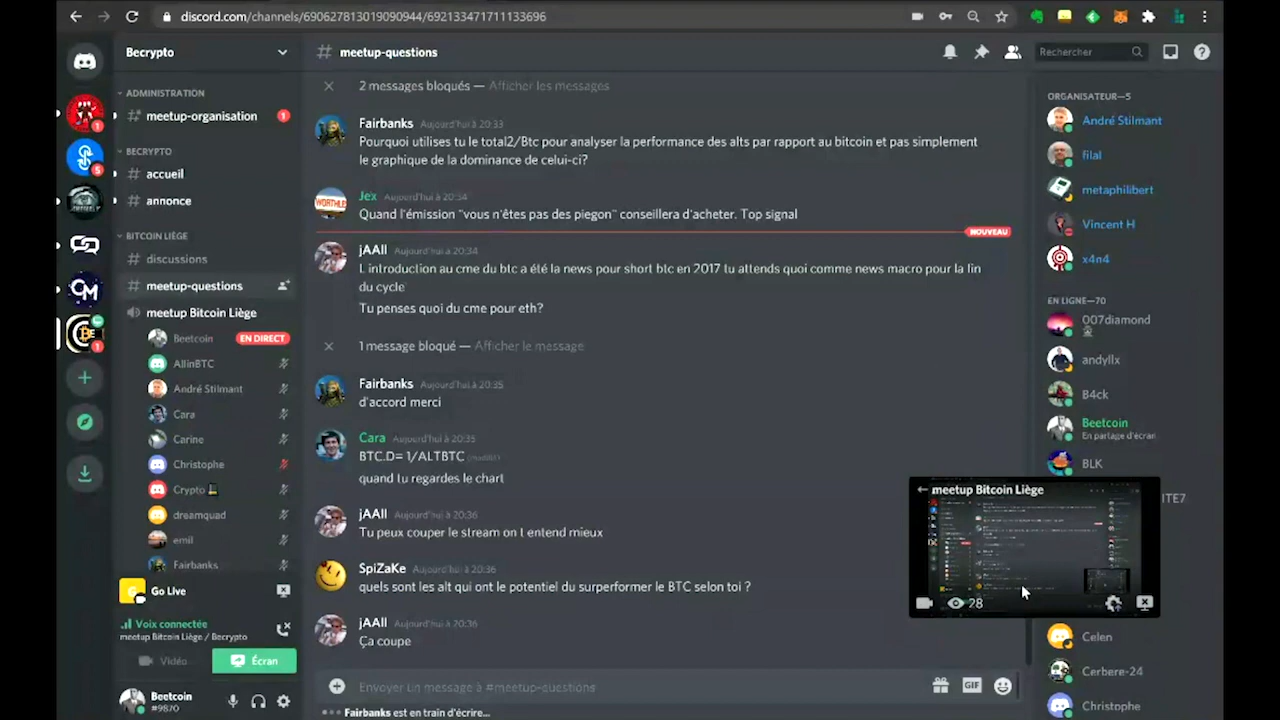 discord.com/channels/690627813019090944/692133471711133696
Becrypto
# meetup-questions
Rechercher
ADMINISTRATION
meetup-organisation 1
BECRYPTO
# accueil
# annonce
BITCOIN LIÈGE
# discussions
# meetup-questions
meetup Bitcoin Liège
Beetcoin EN DIRECT
AllinBTC
André Stilmant
Cara
Carine
Christophe
Crypto
dreamquad
emil
Fairbanks
Go Live
Voix connectée
meetup Bitcoin Liège / Becrypto
Vidéo
Écran
Beetcoin
#9870
2 messages bloqués — Afficher les messages
Fairbanks Aujourd'hui à 20:33
Pourquoi utilises tu le total2/Btc pour analyser la performance des alts par rapport au bitcoin et pas simplement
le graphique de la dominance de celui-ci?
Jex Aujourd'hui à 20:34
Quand l'émission "vous n'êtes pas des piegon" conseillera d'acheter. Top signal
NOUVEAU
jAAll Aujourd'hui à 20:34
L introduction au cme du btc a été la news pour short btc en 2017 tu attends quoi comme news macro pour la fin
du cycle
Tu penses quoi du cme pour eth?
1 message bloqué — Afficher le message
Fairbanks Aujourd'hui à 20:35
d'accord merci
Cara Aujourd'hui à 20:35
BTC.D= 1/ALTBTC
quand tu regardes le chart
jAAll Aujourd'hui à 20:36
Tu peux couper le stream on t entend mieux
SpiZaKe Aujourd'hui à 20:36
quels sont les alt qui ont le potentiel du surperformer le BTC selon toi ?
jAAll Aujourd'hui à 20:36
Ça coupe
Envoyer un message à #meetup-questions
GIF
Fairbanks est en train d'écrire...
ORGANISATEUR—5
André Stilmant
filal
metaphilibert
Vincent H
x4n4
EN LIGNE—70
007diamond
andyllx
B4ck
Beetcoin
En partage d'écran
BLK
ITE7
meetup Bitcoin Liège
28
Celen
Cerbere-24
Christophe